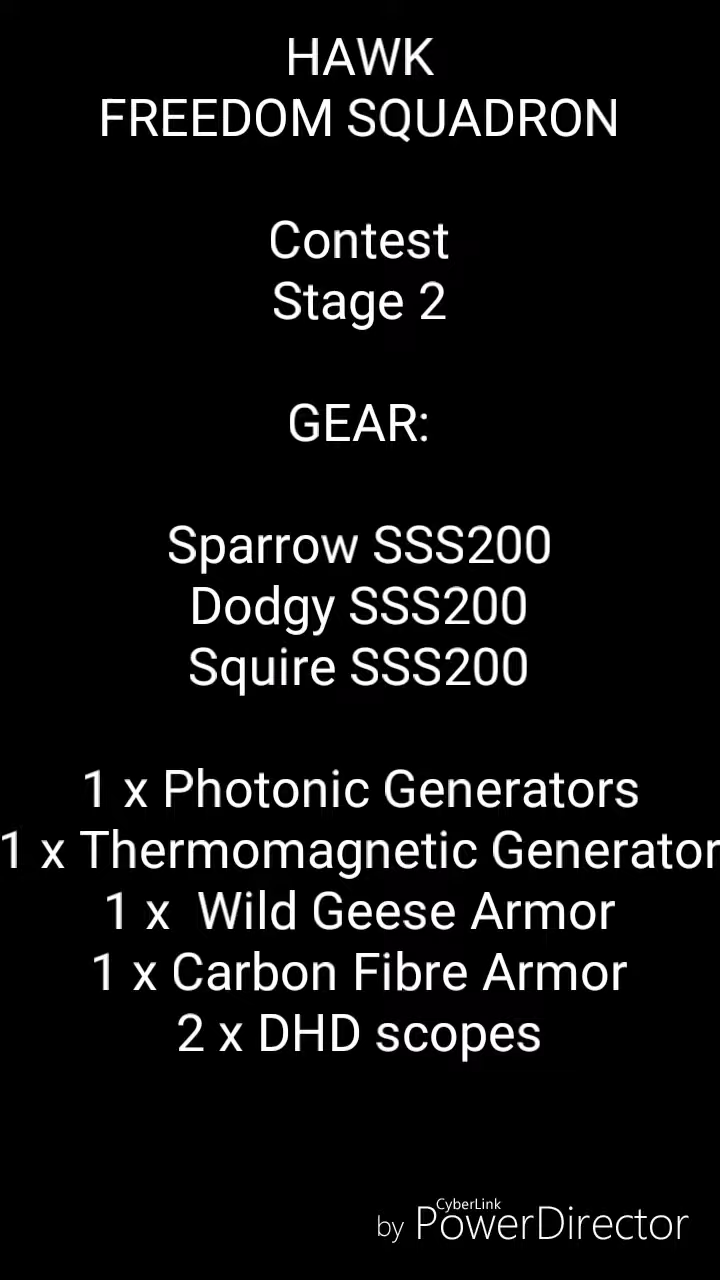 HAWK
FREEDOM SQUADRON
Contest
Stage 2
GEAR:
Sparrow SSS200
Dodgy SSS200
Squire SSS200
1 x Photonic Generators
1 x Thermomagnetic Generator
1 x  Wild Geese Armor
1 x Carbon Fibre Armor
2 x DHD scopes
CyberLink
by PowerDirector